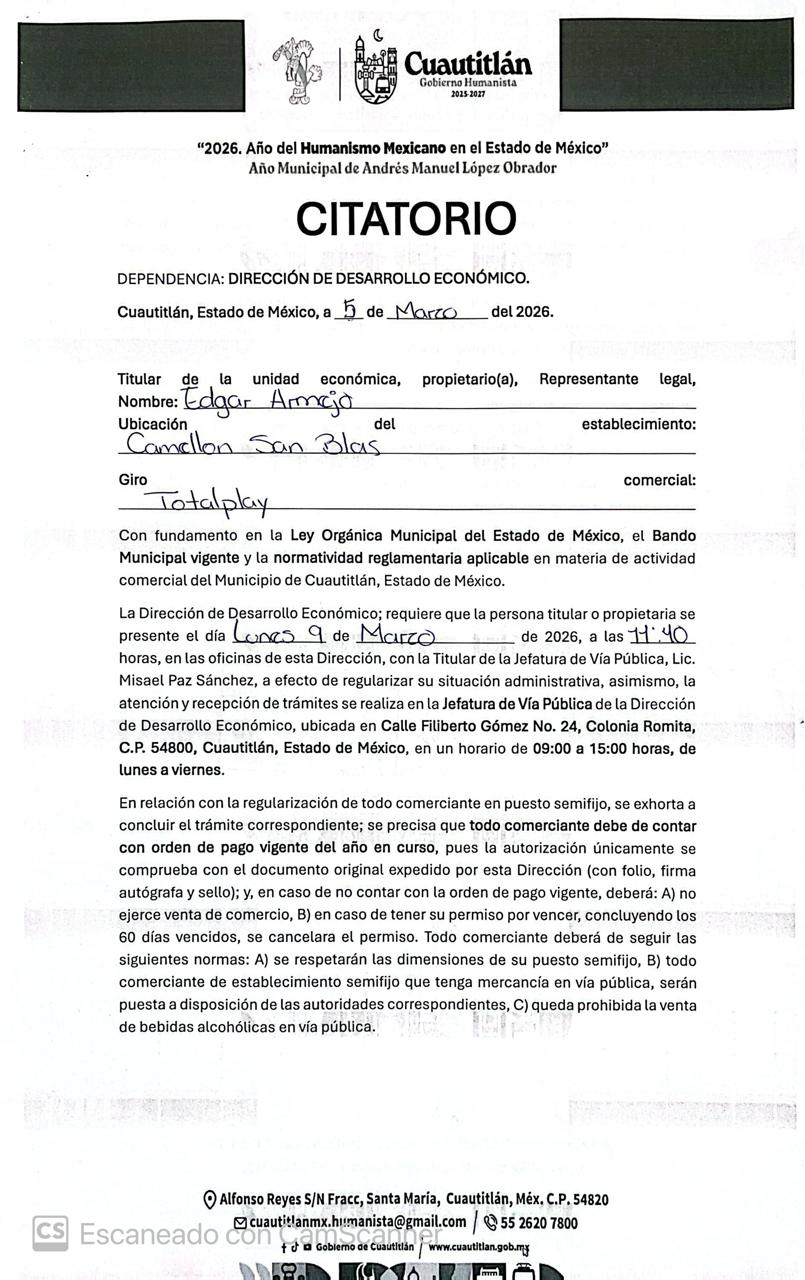 Cuautitlán
Gobierno Humanista
2025-2027
“2026. Año del Humanismo Mexicano en el Estado de México”
Año Municipal de Andrés Manuel López Obrador
CITATORIO
DEPENDENCIA: DIRECCIÓN DE DESARROLLO ECONÓMICO.
Cuautitlán, Estado de México, a 5 de Marzo del 2026.
Titular de la unidad económica, propietario(a), Representante legal,
Nombre: Edgar Armejo
Ubicación del establecimiento:
Camellon San Blas
Giro comercial:
Totalplay
Con fundamento en la Ley Orgánica Municipal del Estado de México, el Bando
Municipal vigente y la normatividad reglamentaria aplicable en materia de actividad
comercial del Municipio de Cuautitlán, Estado de México.
La Dirección de Desarrollo Económico; requiere que la persona titular o propietaria se
presente el día Lunes 9 de Marzo de 2026, a las 11:40
horas, en las oficinas de esta Dirección, con la Titular de la Jefatura de Vía Pública, Lic.
Misael Paz Sánchez, a efecto de regularizar su situación administrativa, asimismo, la
atención y recepción de trámites se realiza en la Jefatura de Vía Pública de la Dirección
de Desarrollo Económico, ubicada en Calle Filiberto Gómez No. 24, Colonia Romita,
C.P. 54800, Cuautitlán, Estado de México, en un horario de 09:00 a 15:00 horas, de
lunes a viernes.
En relación con la regularización de todo comerciante en puesto semifijo, se exhorta a
concluir el trámite correspondiente; se precisa que todo comerciante debe de contar
con orden de pago vigente del año en curso, pues la autorización únicamente se
comprueba con el documento original expedido por esta Dirección (con folio, firma
autógrafa y sello); y, en caso de no contar con la orden de pago vigente, deberá: A) no
ejerce venta de comercio, B) en caso de tener su permiso por vencer, concluyendo los
60 días vencidos, se cancelara el permiso. Todo comerciante deberá de seguir las
siguientes normas: A) se respetarán las dimensiones de su puesto semifijo, B) todo
comerciante de establecimiento semifijo que tenga mercancía en vía pública, serán
puesta a disposición de las autoridades correspondientes, C) queda prohibida la venta
de bebidas alcohólicas en vía pública.
Alfonso Reyes S/N Fracc, Santa María, Cuautitlán, Méx. C.P. 54820
cuautitlanmx.humanista@gmail.com / 55 2620 7800
CS Escaneado con CamScanner
Gobierno de Cuautitlán / www.cuautitlan.gob.mx